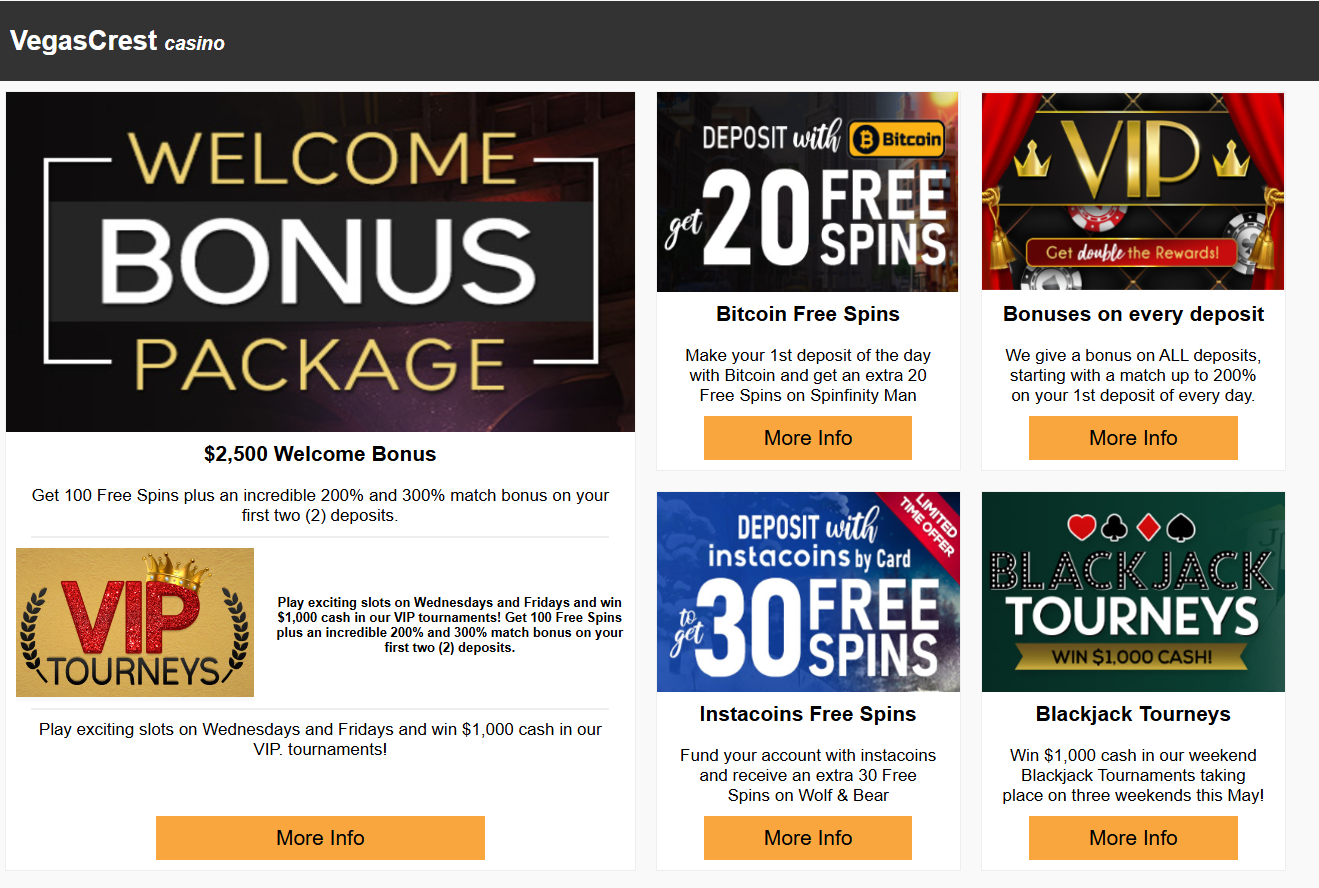 VegasCrest casino
WELCOME
BONUS
PACKAGE
$2,500 Welcome Bonus
Get 100 Free Spins plus an incredible 200% and 300% match bonus on your
first two (2) deposits.
VIP
TOURNEYS
Play exciting slots on Wednesdays and Fridays and win
$1,000 cash in our VIP tournaments! Get 100 Free Spins
plus an incredible 200% and 300% match bonus on your
first two (2) deposits.
Play exciting slots on Wednesdays and Fridays and win $1,000 cash in our
VIP. tournaments!
More Info
DEPOSIT with Bitcoin
get 20 FREE
SPINS
Bitcoin Free Spins
Make your 1st deposit of the day
with Bitcoin and get an extra 20
Free Spins on Spinfinity Man
More Info
VIP
Get double the Rewards!
Bonuses on every deposit
We give a bonus on ALL deposits,
starting with a match up to 200%
on your 1st deposit of every day.
More Info
LIMITED
TIME OFFER
DEPOSIT with
instacoins by Card
to
get 30 FREE
SPINS
Instacoins Free Spins
Fund your account with instacoins
and receive an extra 30 Free
Spins on Wolf & Bear
More Info
J
BLACKJACK
TOURNEYS
WIN $1,000 CASH!
Blackjack Tourneys
Win $1,000 cash in our weekend
Blackjack Tournaments taking
place on three weekends this May!
More Info